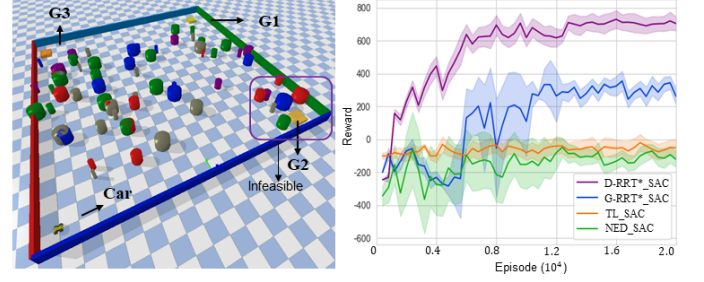 G3
G1
G2
Infeasible
Car
800
600
400
200
0
-200
-400
-600
Reward
0
0.4
0.8
1.2
1.6
2.0
Episode (10⁴)
D-RRT*_SAC
G-RRT*_SAC
TL_SAC
NED_SAC